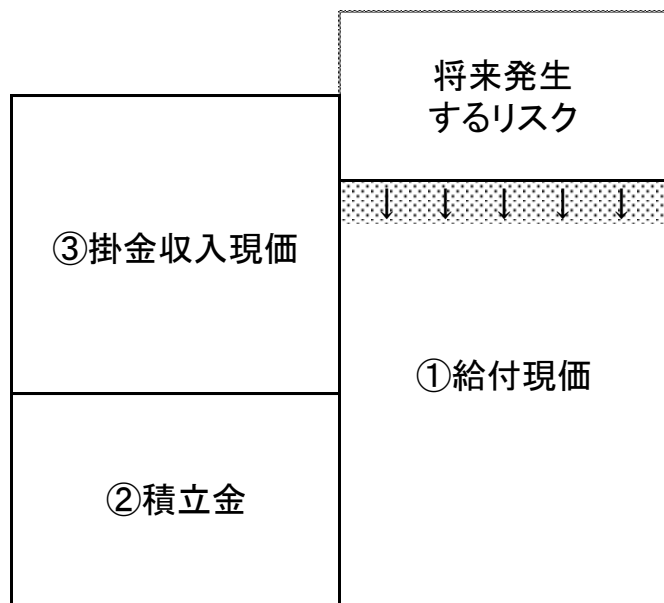 将来発生
するリスク
↓ ↓ ↓ ↓ ↓
③掛金収入現価
①給付現価
②積立金